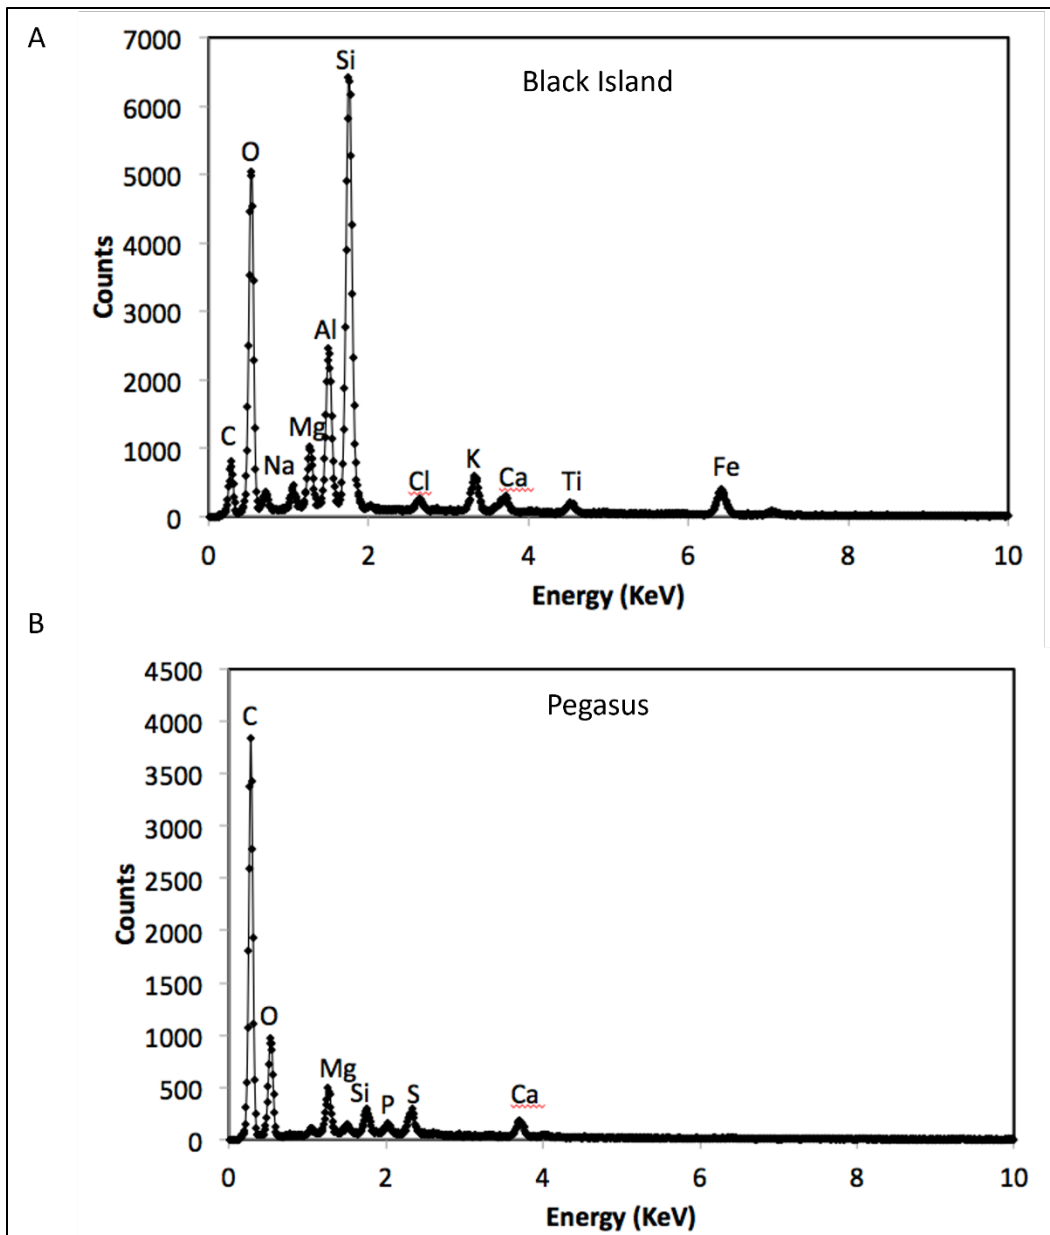 A
7000
Si
Black Island
6000
O
5000
4000
Counts
3000
Al
2000
Mg
C
1000
Na
K
Cl
Ca
Ti
Fe
0
0 2 4 6 8 10
Energy (KeV)
B
4500
Pegasus
C
4000
3500
3000
2500
Counts
2000
1500
O
1000
Mg
Si
P
S
Ca
500
0
0 2 4 6 8 10
Energy (KeV)